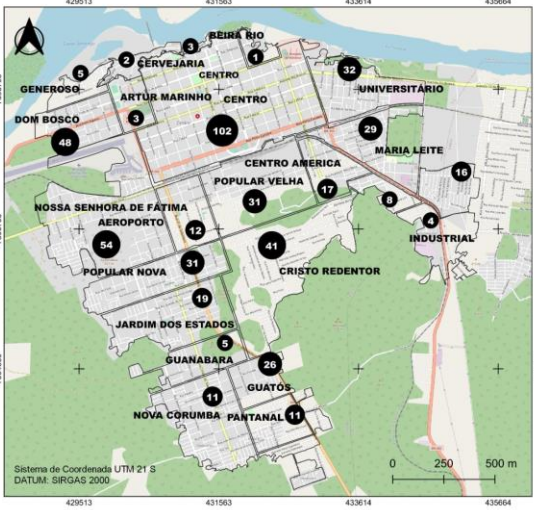 429513 431563 433614 435664
BEIRA RIO
3
1
2
CERVEJARIA
5
CENTRO
32
GENEROSO
ARTUR MARINHO
CENTRO
UNIVERSITÁRIO
DOM BOSCO
3
48
102
29
MARIA LEITE
CENTRO AMERICA
16
POPULAR VELHA
17
31
8
NOSSA SENHORA DE FÁTIMA
AEROPORTO
4
12
54
41
INDUSTRIAL
31
POPULAR NOVA
CRISTO REDENTOR
19
JARDIM DOS ESTADOS
5
GUANABARA
26
GUATOS
11
NOVA CORUMBA
PANTANAL
11
Sistema de Coordenada UTM 21 S
DATUM: SIRGAS 2000
0 250 500 m
429513 431563 433614 435664